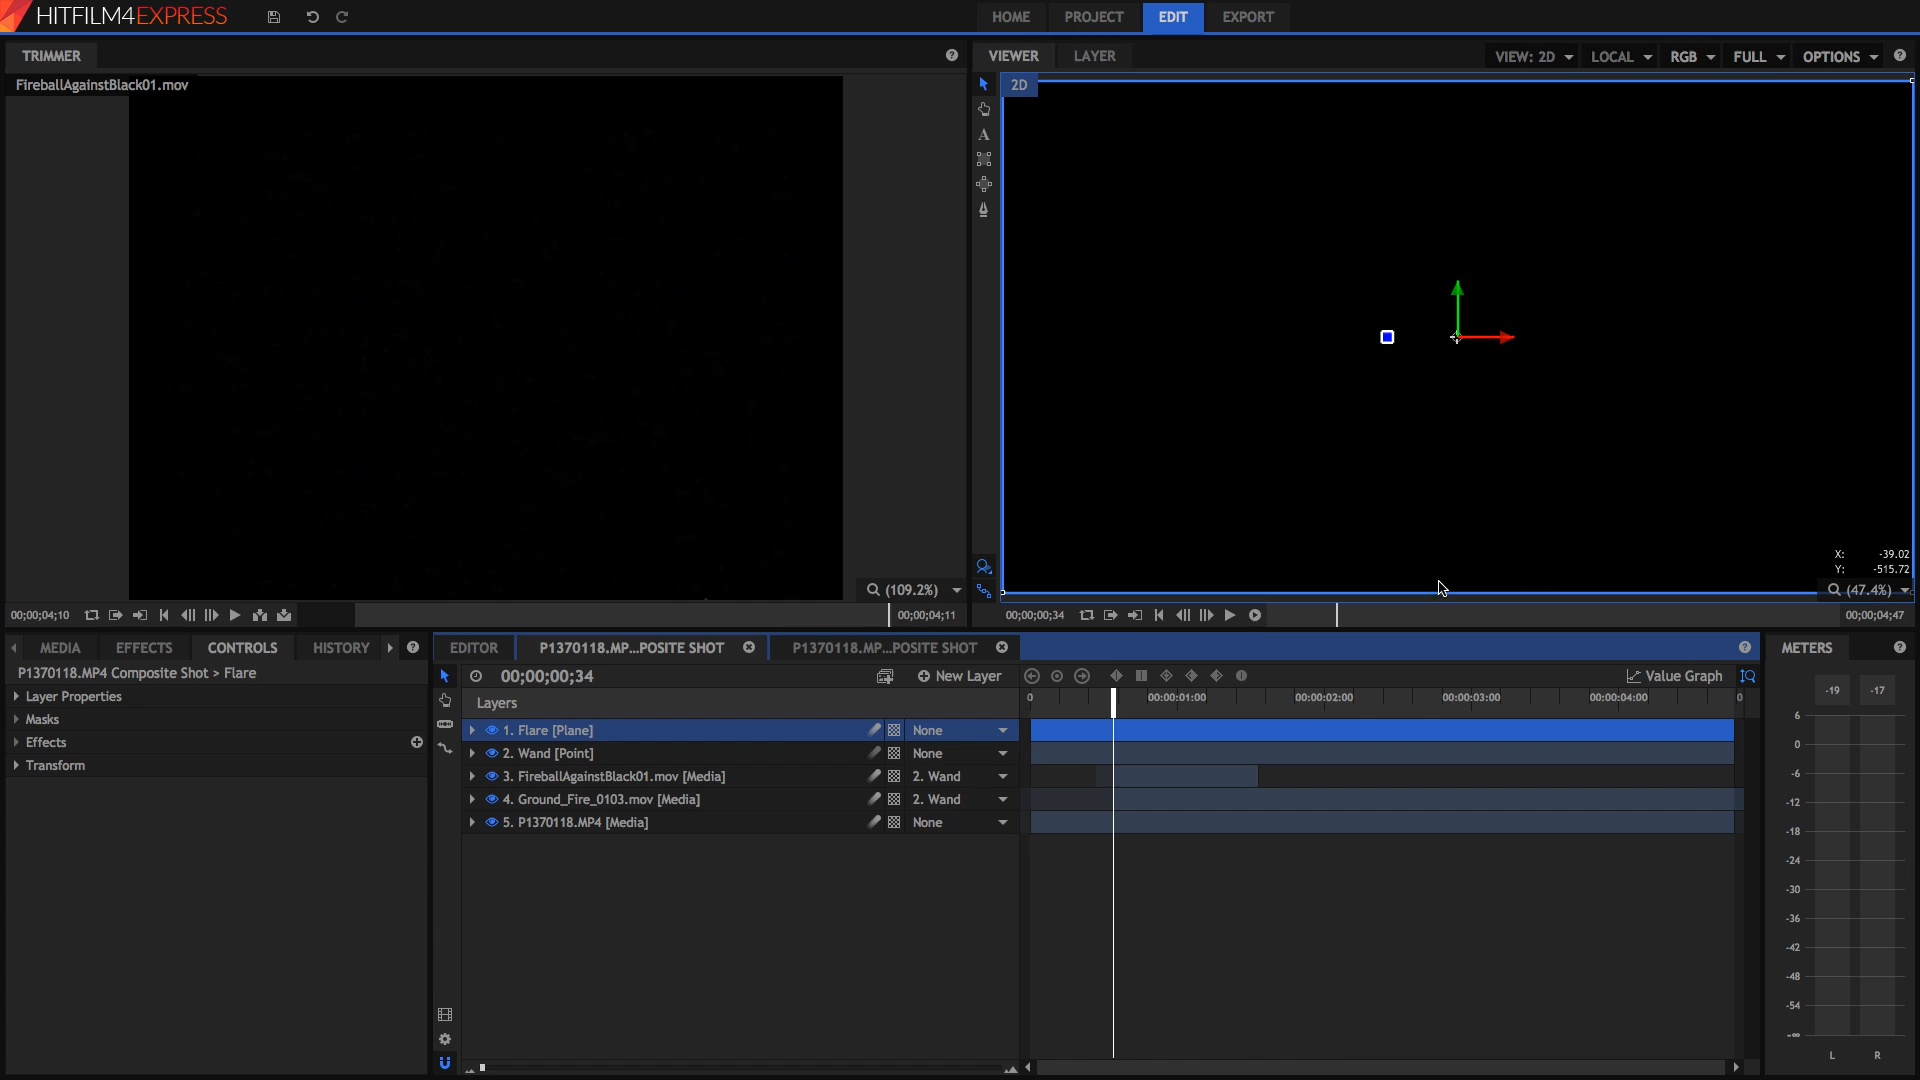 HITFILM4EXPRESS
HOME PROJECT EDIT EXPORT
TRIMMER
VIEWER LAYER VIEW: 2D LOCAL RGB FULL OPTIONS
FireballAgainstBlack01.mov
2D
A
X: -39.02
Y: -515.72
(109.2%)
(47.4%)
00;00;04;10
00;00;04;11
00;00;00;34
00;00;04;47
MEDIA EFFECTS CONTROLS HISTORY
EDITOR P1370118.MP...POSITE SHOT P1370118.MP...POSITE SHOT
METERS
P1370118.MP4 Composite Shot > Flare
00;00;00;34
New Layer
Value Graph
Layer Properties
Masks
Effects
Transform
Layers
0 00:00:01:00 00:00:02:00 00:00:03:00 00:00:04:00 0
1. Flare [Plane] None
2. Wand [Point] None
3. FireballAgainstBlack01.mov [Media] 2. Wand
4. Ground_Fire_0103.mov [Media] 2. Wand
5. P1370118.MP4 [Media] None
-19 -17
6
0
-6
-12
-18
-24
-30
-36
-42
-48
-54
-∞
L R